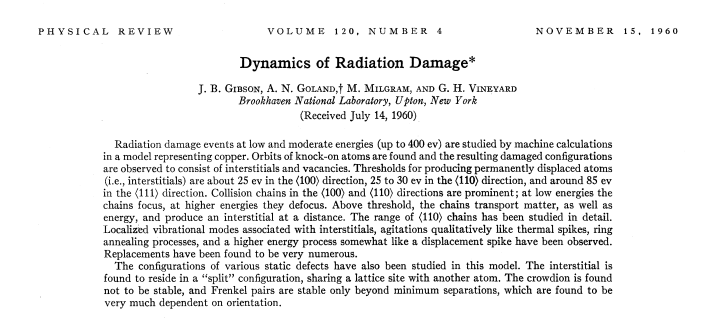 PHYSICAL REVIEW VOLUME 120, NUMBER 4 NOVEMBER 15, 1960
Dynamics of Radiation Damage*
J. B. GIBSON, A. N. GOLAND,† M. MILGRAM, AND G. H. VINEYARD
Brookhaven National Laboratory, Upton, New York
(Received July 14, 1960)
Radiation damage events at low and moderate energies (up to 400 ev) are studied by machine calculations
in a model representing copper. Orbits of knock-on atoms are found and the resulting damaged configurations
are observed to consist of interstitials and vacancies. Thresholds for producing permanently displaced atoms
(i.e., interstitials) are about 25 ev in the ⟨100⟩ direction, 25 to 30 ev in the ⟨110⟩ direction, and around 85 ev
in the ⟨111⟩ direction. Collision chains in the ⟨100⟩ and ⟨110⟩ directions are prominent; at low energies the
chains focus, at higher energies they defocus. Above threshold, the chains transport matter, as well as
energy, and produce an interstitial at a distance. The range of ⟨110⟩ chains has been studied in detail.
Localized vibrational modes associated with interstitials, agitations qualitatively like thermal spikes, ring
annealing processes, and a higher energy process somewhat like a displacement spike have been observed.
Replacements have been found to be very numerous.
The configurations of various static defects have also been studied in this model. The interstitial is
found to reside in a “split” configuration, sharing a lattice site with another atom. The crowdion is found
not to be stable, and Frenkel pairs are stable only beyond minimum separations, which are found to be
very much dependent on orientation.